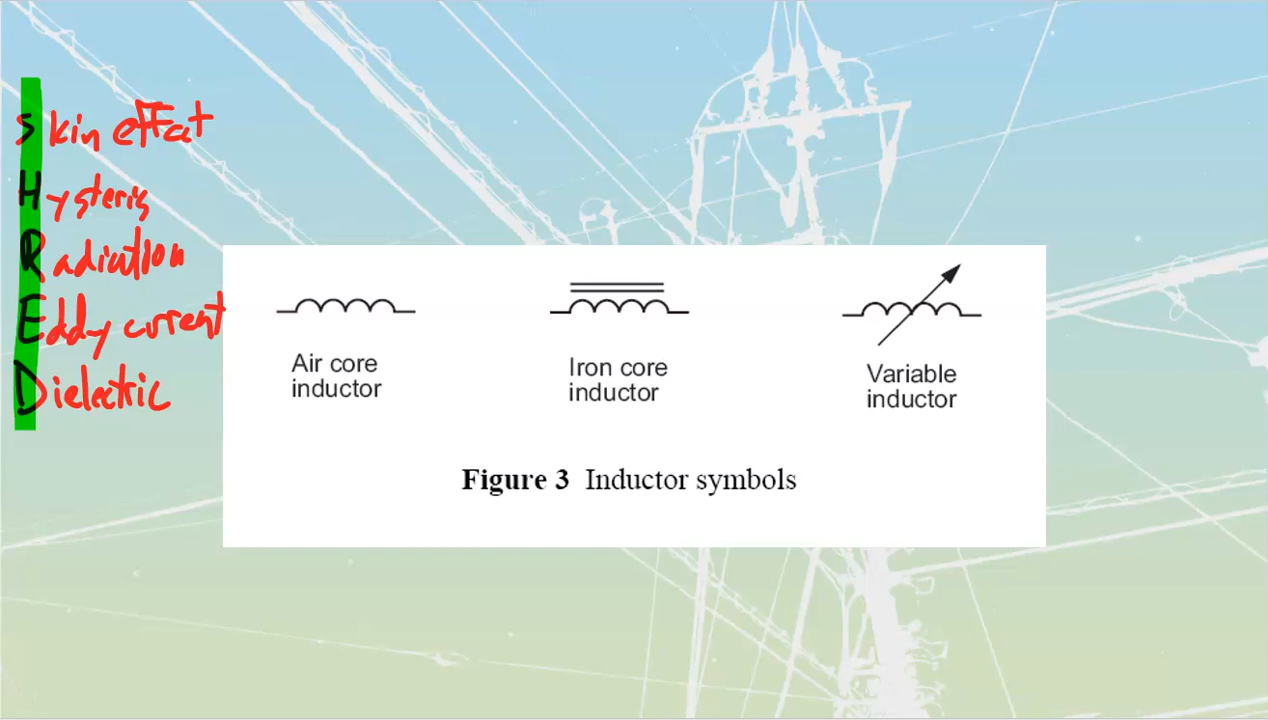 Skin effect
Hysteris
Radiation
Eddy current
Dielectric
Air core
inductor
Iron core
inductor
Variable
inductor
Figure 3 Inductor symbols